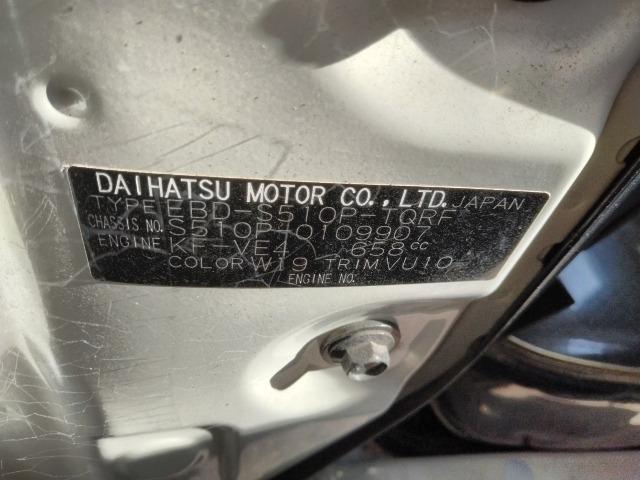 DAIHATSU MOTOR CO., LTD. JAPAN
TYPE EBD-S510P-TQRF
CHASSIS NO. S510P-0109907
ENGINE KF-VE4 658cc
COLOR W19 TRIM VU10
ENGINE NO.